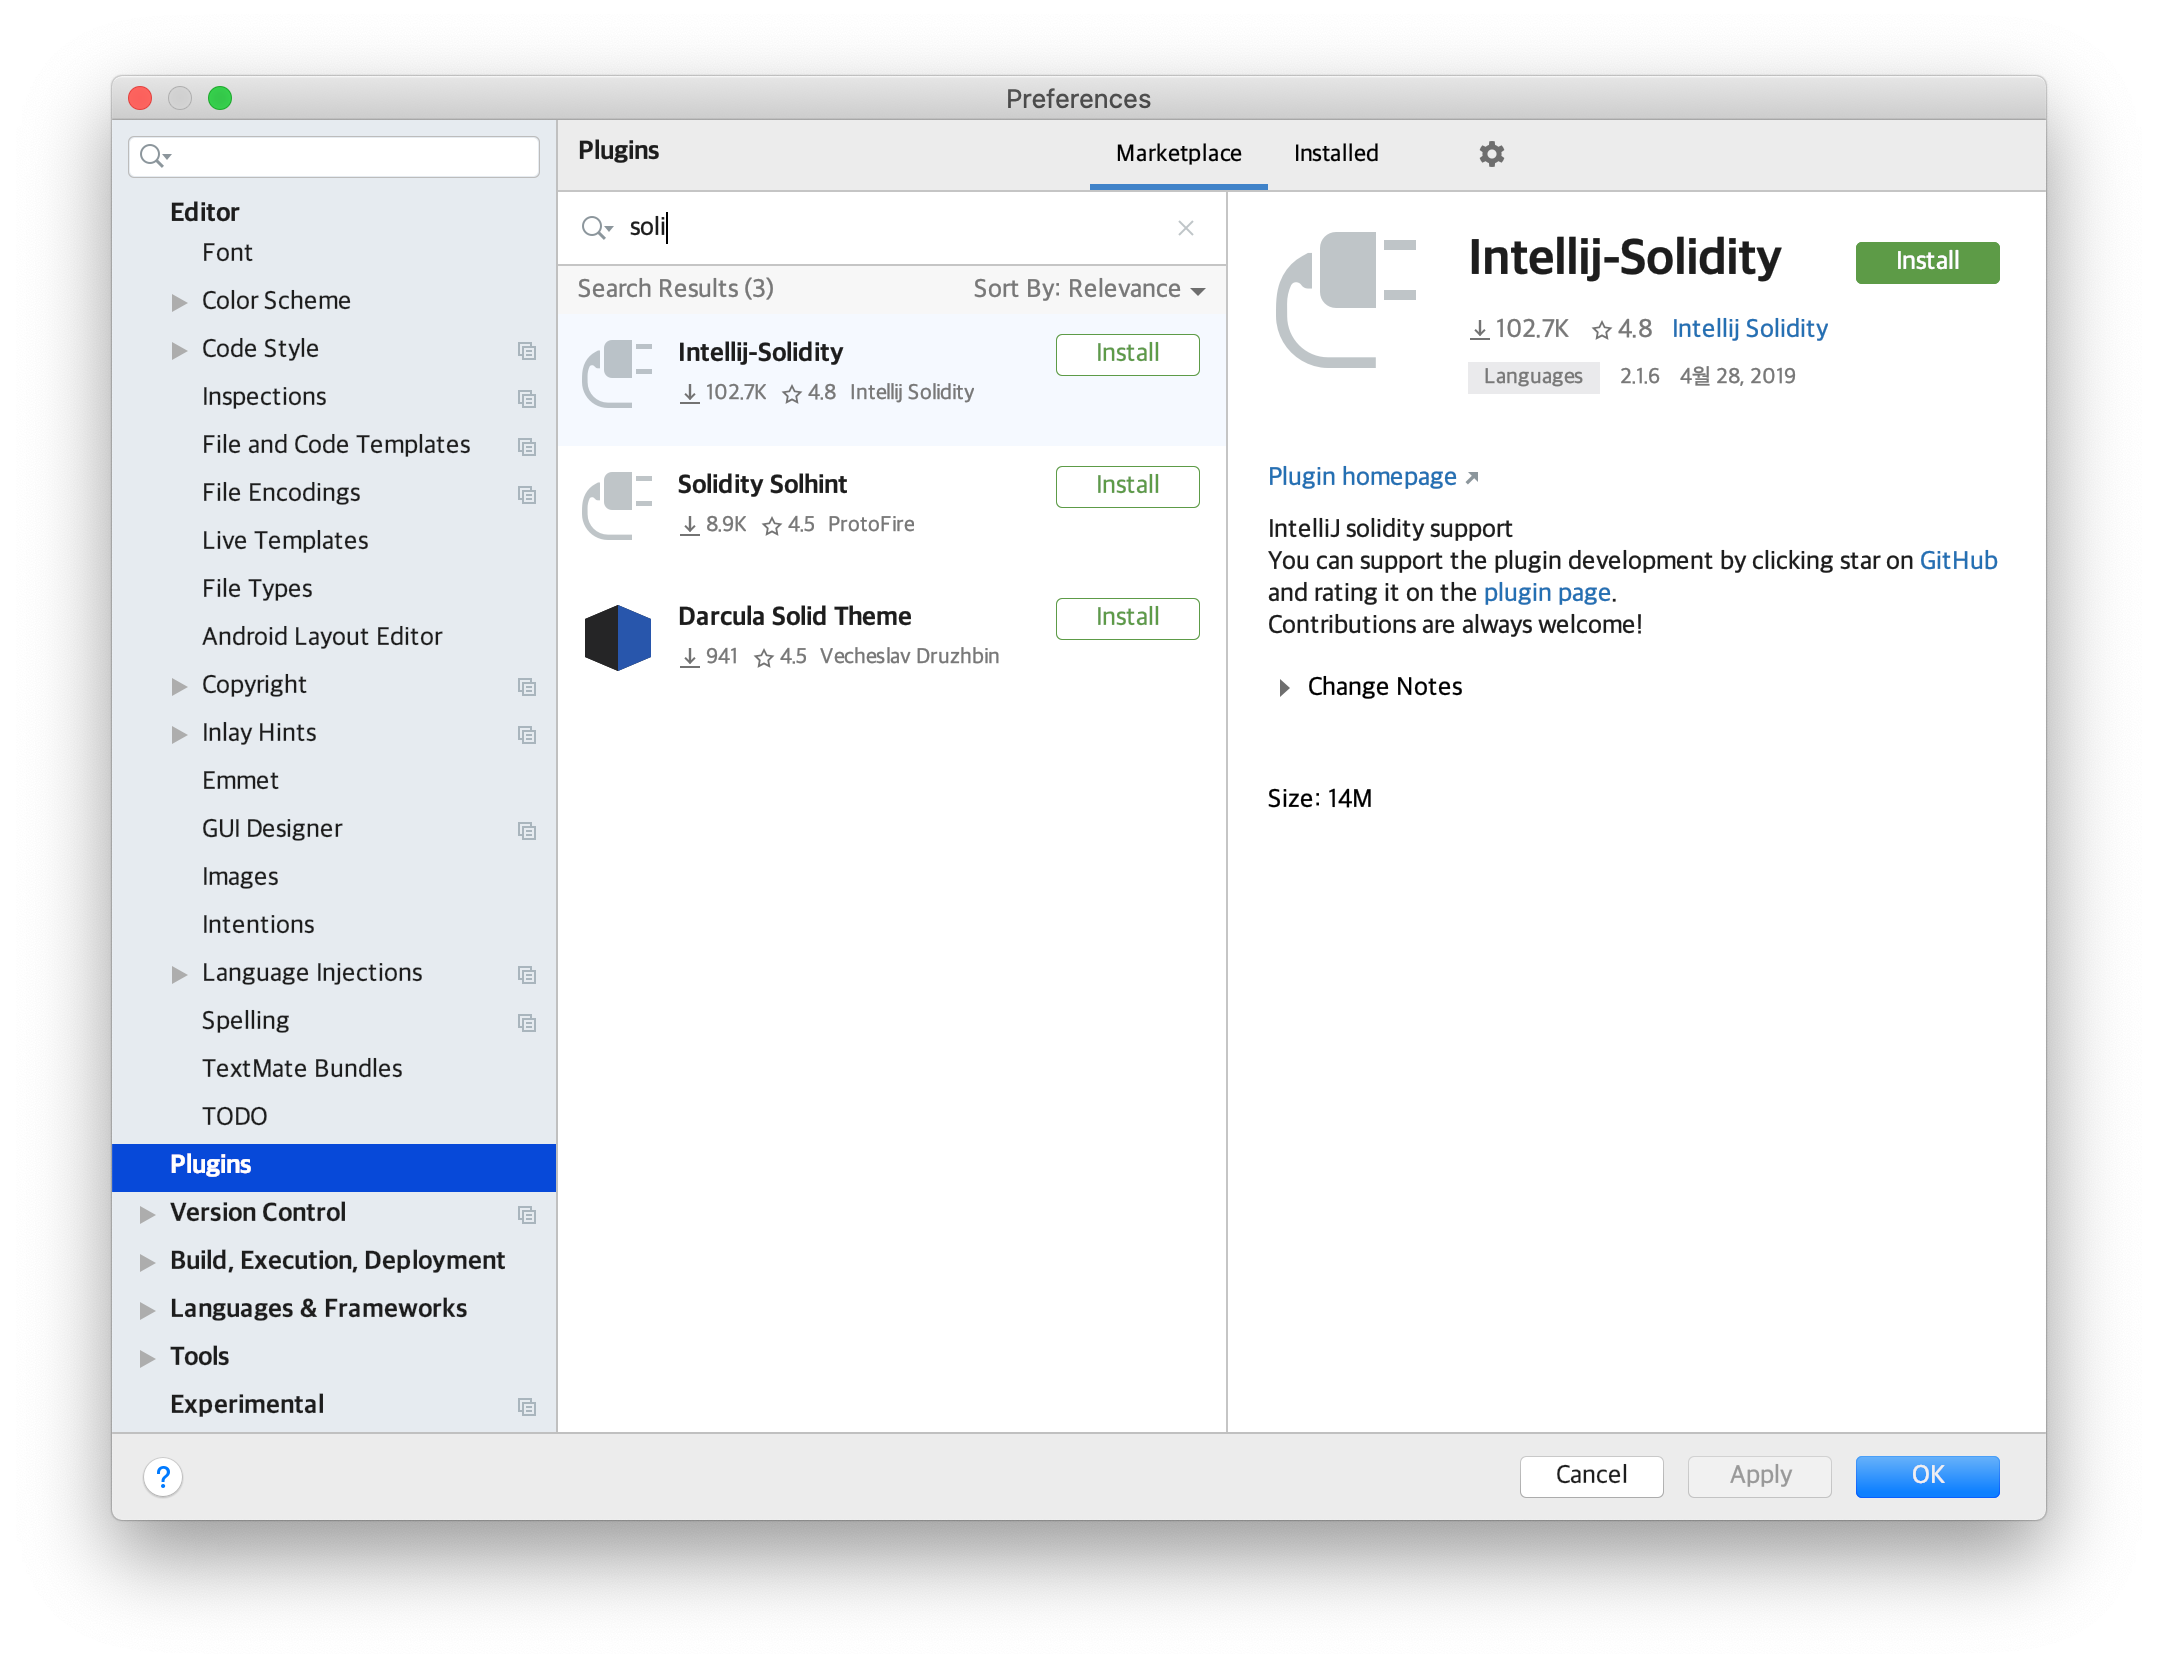 Preferences
Editor
Font
Color Scheme
Code Style
Inspections
File and Code Templates
File Encodings
Live Templates
File Types
Android Layout Editor
Copyright
Inlay Hints
Emmet
GUI Designer
Images
Intentions
Language Injections
Spelling
TextMate Bundles
TODO
Plugins
Version Control
Build, Execution, Deployment
Languages & Frameworks
Tools
Experimental
Plugins
Marketplace
Installed
soli
Search Results (3)
Sort By: Relevance
Intellij-Solidity
Install
102.7K 4.8 Intellij Solidity
Solidity Solhint
Install
8.9K 4.5 ProtoFire
Darcula Solid Theme
Install
941 4.5 Vecheslav Druzhbin
Intellij-Solidity
Install
102.7K 4.8 Intellij Solidity
Languages 2.1.6 4월 28, 2019
Plugin homepage
IntelliJ solidity support
You can support the plugin development by clicking star on GitHub
and rating it on the plugin page.
Contributions are always welcome!
Change Notes
Size: 14M
?
Cancel
Apply
OK